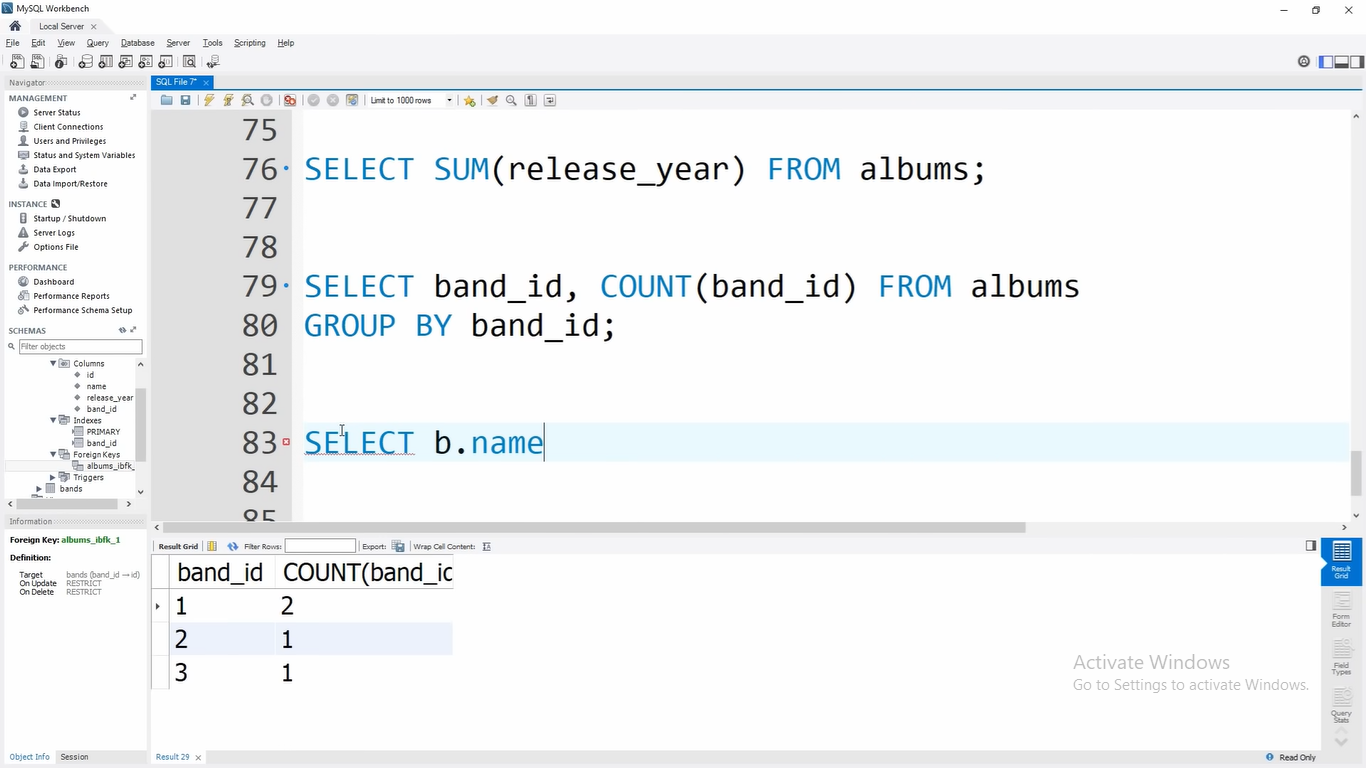 MySQL Workbench
Local Server
File Edit View Query Database Server Tools Scripting Help
Navigator
SQL File 7*
MANAGEMENT
Server Status
Client Connections
Users and Privileges
Status and System Variables
Data Export
Data Import/Restore
INSTANCE
Startup / Shutdown
Server Logs
Options File
PERFORMANCE
Dashboard
Performance Reports
Performance Schema Setup
SCHEMAS
Filter objects
Columns
id
name
release_year
band_id
Indexes
PRIMARY
band_id
Foreign Keys
albums_ibfk_
Triggers
bands
Information
Foreign Key: albums_ibfk_1
Definition:
Target bands (band_id → id)
On Update RESTRICT
On Delete RESTRICT
Object Info Session
Limit to 1000 rows
75
76 SELECT SUM(release_year) FROM albums;
77
78
79 SELECT band_id, COUNT(band_id) FROM albums
80 GROUP BY band_id;
81
82
83 SELECT b.name
84
85
Result Grid Filter Rows: Export: Wrap Cell Content:
band_id COUNT(band_id
1 2
2 1
3 1
Result Grid
Form Editor
Field Types
Query Stats
Activate Windows
Go to Settings to activate Windows.
Result 29
Read Only